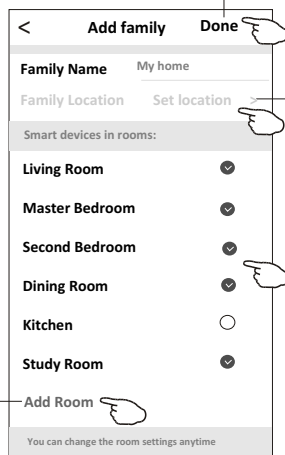 < Add family Done
Family Name My home
Family Location Set location >
Smart devices in rooms:
Living Room
Master Bedroom
Second Bedroom
Dining Room
Kitchen
Study Room
Add Room
You can change the room settings anytime